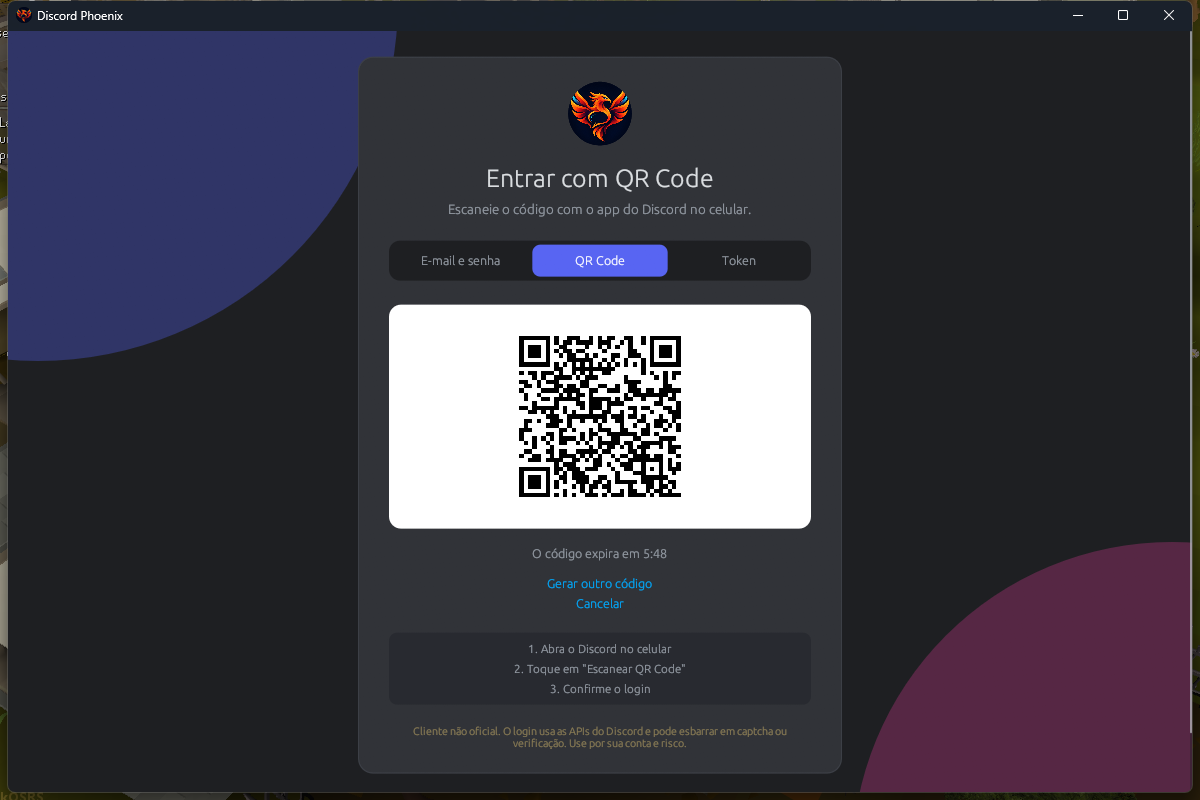 Discord Phoenix
Entrar com QR Code
Escaneie o código com o app do Discord no celular.
E-mail e senha
QR Code
Token
O código expira em 5:48
Gerar outro código
Cancelar
1. Abra o Discord no celular
2. Toque em "Escanear QR Code"
3. Confirme o login
Cliente não oficial. O login usa as APIs do Discord e pode esbarrar em captcha ou
verificação. Use por sua conta e risco.